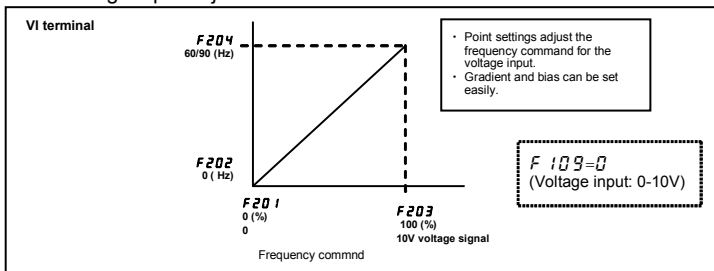 VI terminal
F204
60/90 (Hz)
・ Point settings adjust the
frequency command for the
voltage input.
・ Gradient and bias can be set
easily.
F202
0 ( Hz)
F109=0
(Voltage input: 0-10V)
F201
0 (%)
0
F203
100 (%)
10V voltage signal
Frequency commnd